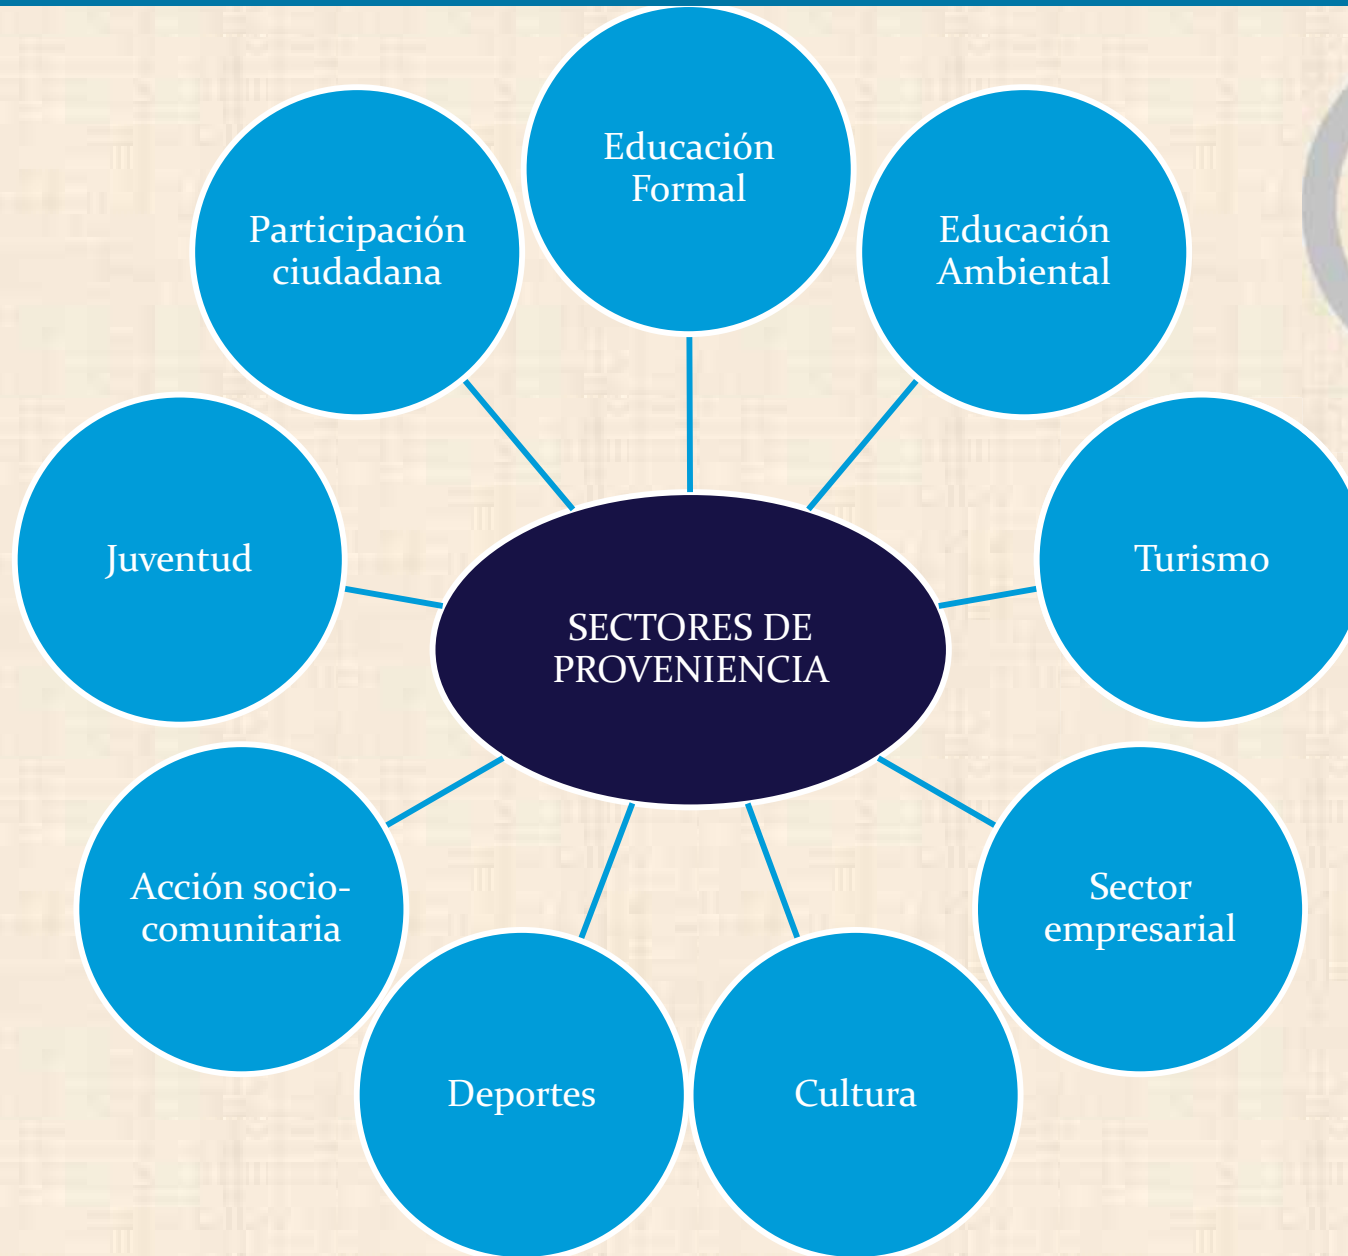 Educación
Formal
Educación
Ambiental
Turismo
Sector
empresarial
Cultura
Deportes
Acción socio-
comunitaria
Juventud
Participación
ciudadana
SECTORES DE
PROVENIENCIA